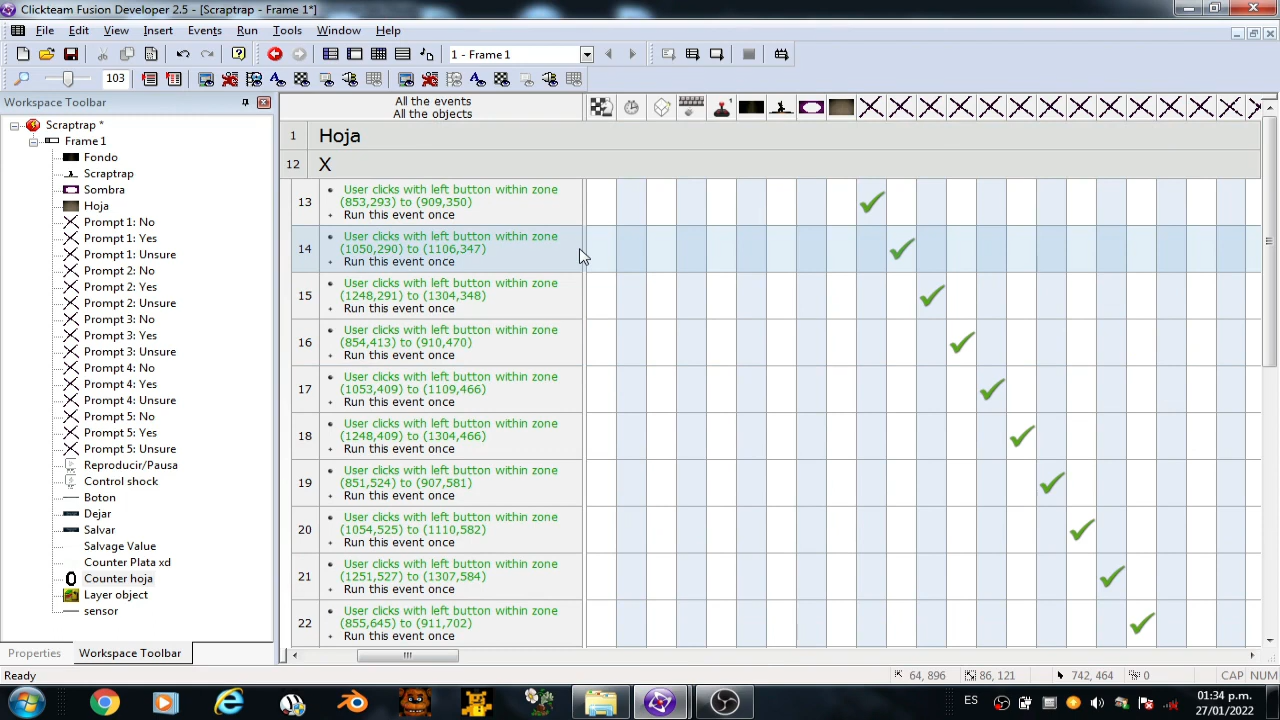 Clickteam Fusion Developer 2.5 - [Scraptrap - Frame 1*]
File Edit View Insert Events Run Tools Window Help
1 - Frame 1
103
Workspace Toolbar
Scraptrap *
Frame 1
Fondo
Scraptrap
Sombra
Hoja
Prompt 1: No
Prompt 1: Yes
Prompt 1: Unsure
Prompt 2: No
Prompt 2: Yes
Prompt 2: Unsure
Prompt 3: No
Prompt 3: Yes
Prompt 3: Unsure
Prompt 4: No
Prompt 4: Yes
Prompt 4: Unsure
Prompt 5: No
Prompt 5: Yes
Prompt 5: Unsure
Reproducir/Pausa
Control shock
Boton
Dejar
Salvar
Salvage Value
Counter Plata xd
Counter hoja
Layer object
sensor
Properties Workspace Toolbar
All the events
All the objects
1 Hoja
12 X
13 User clicks with left button within zone
(853,293) to (909,350)
Run this event once
14 User clicks with left button within zone
(1050,290) to (1106,347)
Run this event once
15 User clicks with left button within zone
(1248,291) to (1304,348)
Run this event once
16 User clicks with left button within zone
(854,413) to (910,470)
Run this event once
17 User clicks with left button within zone
(1053,409) to (1109,466)
Run this event once
18 User clicks with left button within zone
(1248,409) to (1304,466)
Run this event once
19 User clicks with left button within zone
(851,524) to (907,581)
Run this event once
20 User clicks with left button within zone
(1054,525) to (1110,582)
Run this event once
21 User clicks with left button within zone
(1251,527) to (1307,584)
Run this event once
22 User clicks with left button within zone
(855,645) to (911,702)
Run this event once
Ready 64, 896 86, 121 742, 464 0 CAP NUM
ES 01:34 p.m.
27/01/2022